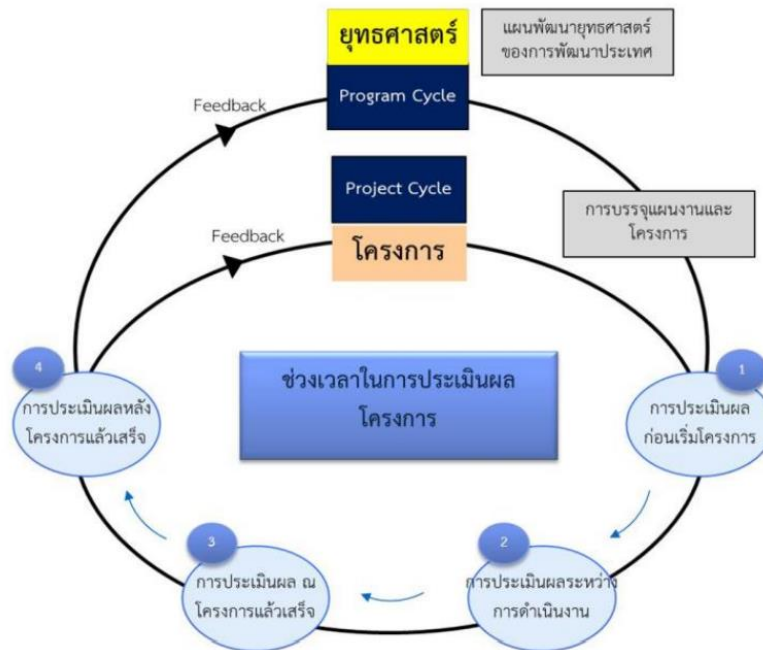 ยุทธศาสตร์
แผนพัฒนายุทธศาสตร์
ของการพัฒนาประเทศ
Program Cycle
Feedback
Project Cycle
การบรรจุแผนงานและ
โครงการ
Feedback
โครงการ
ช่วงเวลาในการประเมินผล
โครงการ
4
การประเมินผลหลัง
โครงการแล้วเสร็จ
1
การประเมินผล
ก่อนเริ่มโครงการ
3
การประเมินผล ณ
โครงการแล้วเสร็จ
2
การประเมินผลระหว่าง
การดำเนินงาน